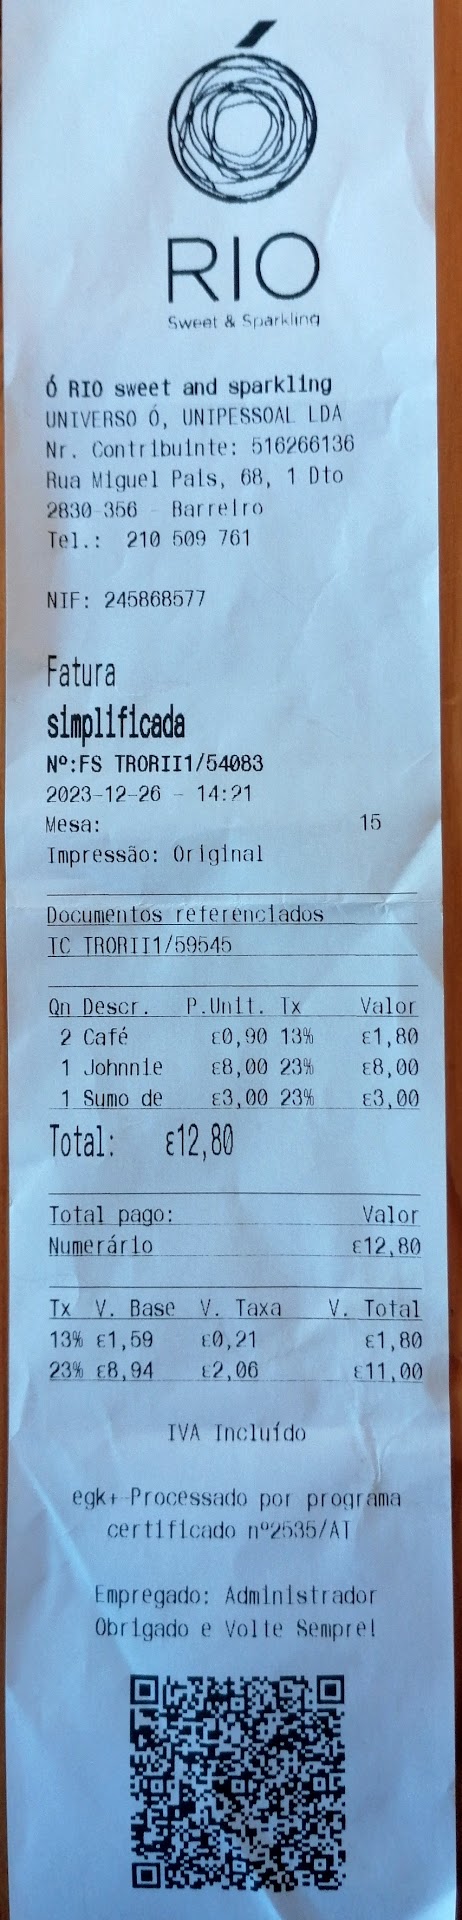 Ó
RIO
Sweet & Sparkling
Ó RIO sweet and sparkling
UNIVERSO Ó, UNIPESSOAL LDA
Nr. Contribuinte: 516266136
Rua Miguel Pais, 68, 1 Dto
2830-356 - Barreiro
Tel.: 210 509 761
NIF: 245868577
Fatura
simplificada
Nº:FS TRORII1/54083
2023-12-26 - 14:21
Mesa: 15
Impressão: Original
Documentos referenciados
TC TRORII1/59545
Qn Descr. P.Unit. Tx Valor
2 Café €0,90 13% €1,80
1 Johnnie €8,00 23% €8,00
1 Sumo de €3,00 23% €3,00
Total: €12,80
Total pago: Valor
Numerário €12,80
Tx V. Base V. Taxa V. Total
13% €1,59 €0,21 €1,80
23% €8,94 €2,06 €11,00
IVA Incluído
egk+-Processado por programa
certificado nº2535/AT
Empregado: Administrador
Obrigado e Volte Sempre!